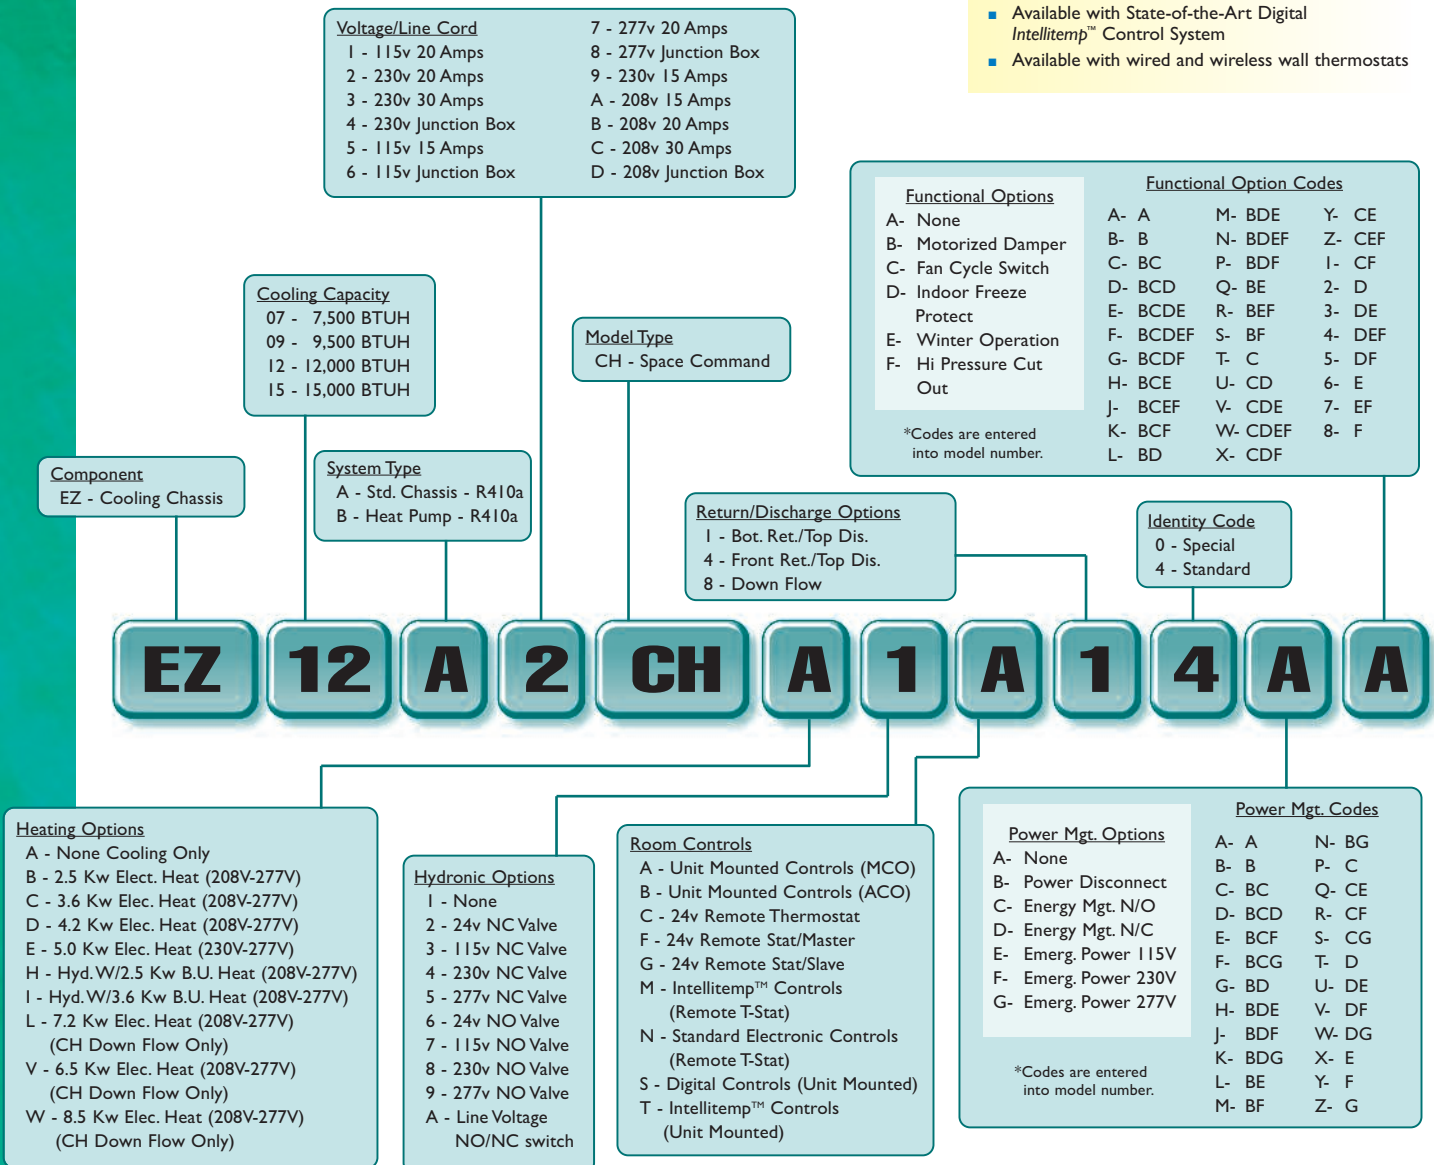 Available with State-of-the-Art Digital
Intellitemp™ Control System
Available with wired and wireless wall thermostats
Voltage/Line Cord
1 - 115v 20 Amps
2 - 230v 20 Amps
3 - 230v 30 Amps
4 - 230v Junction Box
5 - 115v 15 Amps
6 - 115v Junction Box
7 - 277v 20 Amps
8 - 277v Junction Box
9 - 230v 15 Amps
A - 208v 15 Amps
B - 208v 20 Amps
C - 208v 30 Amps
D - 208v Junction Box
Functional Options
A- None
B- Motorized Damper
C- Fan Cycle Switch
D- Indoor Freeze
Protect
E- Winter Operation
F- Hi Pressure Cut
Out
*Codes are entered
into model number.
Functional Option Codes
A- A
B- B
C- BC
D- BCD
E- BCDE
F- BCDEF
G- BCDF
H- BCE
J- BCEF
K- BCF
L- BD
M- BDE
N- BDEF
P- BDF
Q- BE
R- BEF
S- BF
T- C
U- CD
V- CDE
W- CDEF
X- CDF
Y- CE
Z- CEF
1- CF
2- D
3- DE
4- DEF
5- DF
6- E
7- EF
8- F
Cooling Capacity
07 - 7,500 BTUH
09 - 9,500 BTUH
12 - 12,000 BTUH
15 - 15,000 BTUH
Model Type
CH - Space Command
Component
EZ - Cooling Chassis
System Type
A - Std. Chassis - R410a
B - Heat Pump - R410a
Return/Discharge Options
1 - Bot. Ret./Top Dis.
4 - Front Ret./Top Dis.
8 - Down Flow
Identity Code
0 - Special
4 - Standard
EZ 12 A 2 CH A 1 A 1 4 A A
Heating Options
A - None Cooling Only
B - 2.5 Kw Elect. Heat (208V-277V)
C - 3.6 Kw Elec. Heat (208V-277V)
D - 4.2 Kw Elec. Heat (208V-277V)
E - 5.0 Kw Elec. Heat (230V-277V)
H - Hyd. W/2.5 Kw B.U. Heat (208V-277V)
I - Hyd. W/3.6 Kw B.U. Heat (208V-277V)
L - 7.2 Kw Elec. Heat (208V-277V)
(CH Down Flow Only)
V - 6.5 Kw Elec. Heat (208V-277V)
(CH Down Flow Only)
W - 8.5 Kw Elec. Heat (208V-277V)
(CH Down Flow Only)
Hydronic Options
1 - None
2 - 24v NC Valve
3 - 115v NC Valve
4 - 230v NC Valve
5 - 277v NC Valve
6 - 24v NO Valve
7 - 115v NO Valve
8 - 230v NO Valve
9 - 277v NO Valve
A - Line Voltage
NO/NC switch
Room Controls
A - Unit Mounted Controls (MCO)
B - Unit Mounted Controls (ACO)
C - 24v Remote Thermostat
F - 24v Remote Stat/Master
G - 24v Remote Stat/Slave
M - Intellitemp™ Controls
(Remote T-Stat)
N - Standard Electronic Controls
(Remote T-Stat)
S - Digital Controls (Unit Mounted)
T - Intellitemp™ Controls
(Unit Mounted)
Power Mgt. Options
A- None
B- Power Disconnect
C- Energy Mgt. N/O
D- Energy Mgt. N/C
E- Emerg. Power 115V
F- Emerg. Power 230V
G- Emerg. Power 277V
*Codes are entered
into model number.
Power Mgt. Codes
A- A
B- B
C- BC
D- BCD
E- BCF
F- BCG
G- BD
H- BDE
J- BDF
K- BDG
L- BE
M- BF
N- BG
P- C
Q- CE
R- CF
S- CG
T- D
U- DE
V- DF
W- DG
X- E
Y- F
Z- G